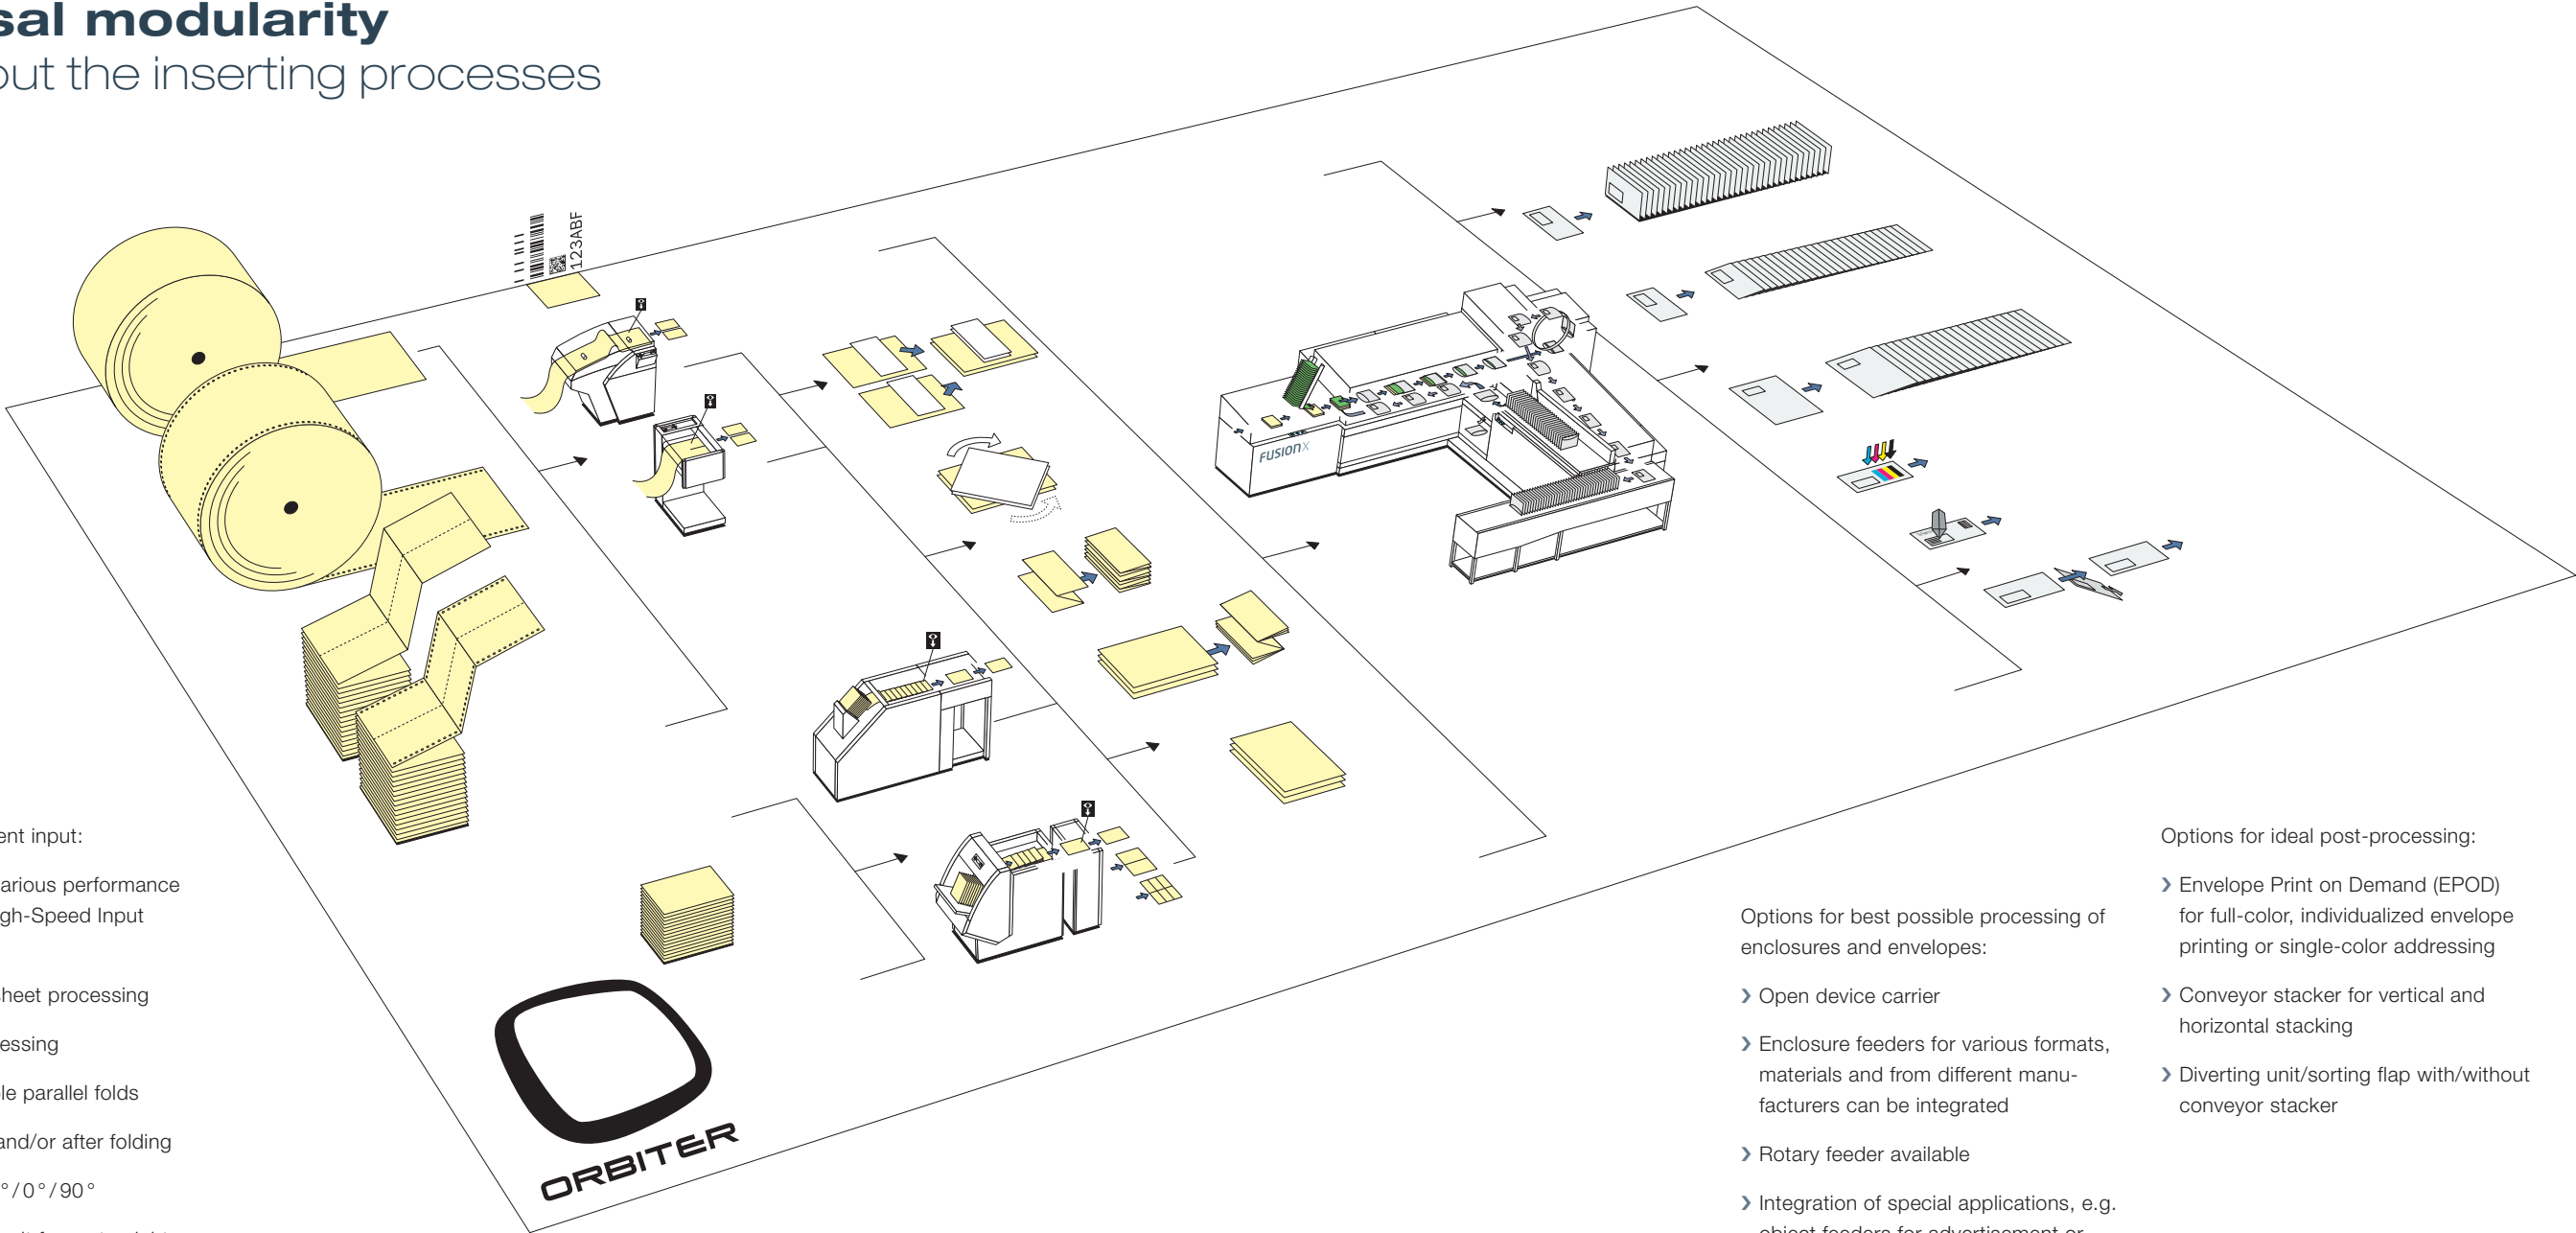 sal modularity
out the inserting processes
123ABF
FUSIONX
ORBITER
ent input:
arious performance
gh-Speed Input
heet processing
essing
le parallel folds
and/or after folding
°/0°/90°
Options for best possible processing of
enclosures and envelopes:
› Open device carrier
› Enclosure feeders for various formats,
materials and from different manu-
facturers can be integrated
› Rotary feeder available
› Integration of special applications, e.g.
object feeders for advertisement or
Options for ideal post-processing:
› Envelope Print on Demand (EPOD)
for full-color, individualized envelope
printing or single-color addressing
› Conveyor stacker for vertical and
horizontal stacking
› Diverting unit/sorting flap with/without
conveyor stacker